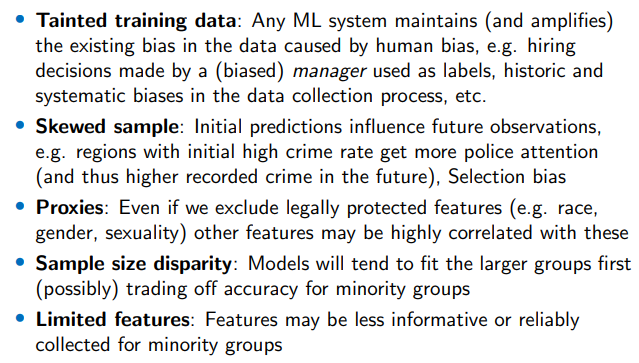 • Tainted training data: Any ML system maintains (and amplifies)
the existing bias in the data caused by human bias, e.g. hiring
decisions made by a (biased) manager used as labels, historic and
systematic biases in the data collection process, etc.
• Skewed sample: Initial predictions influence future observations,
e.g. regions with initial high crime rate get more police attention
(and thus higher recorded crime in the future), Selection bias
• Proxies: Even if we exclude legally protected features (e.g. race,
gender, sexuality) other features may be highly correlated with these
• Sample size disparity: Models will tend to fit the larger groups first
(possibly) trading off accuracy for minority groups
• Limited features: Features may be less informative or reliably
collected for minority groups